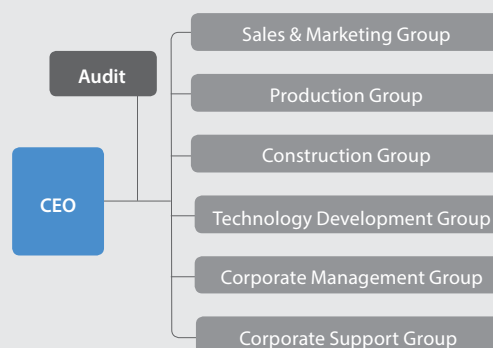 Sales & Marketing Group
Audit
Production Group
Construction Group
CEO
Technology Development Group
Corporate Management Group
Corporate Support Group